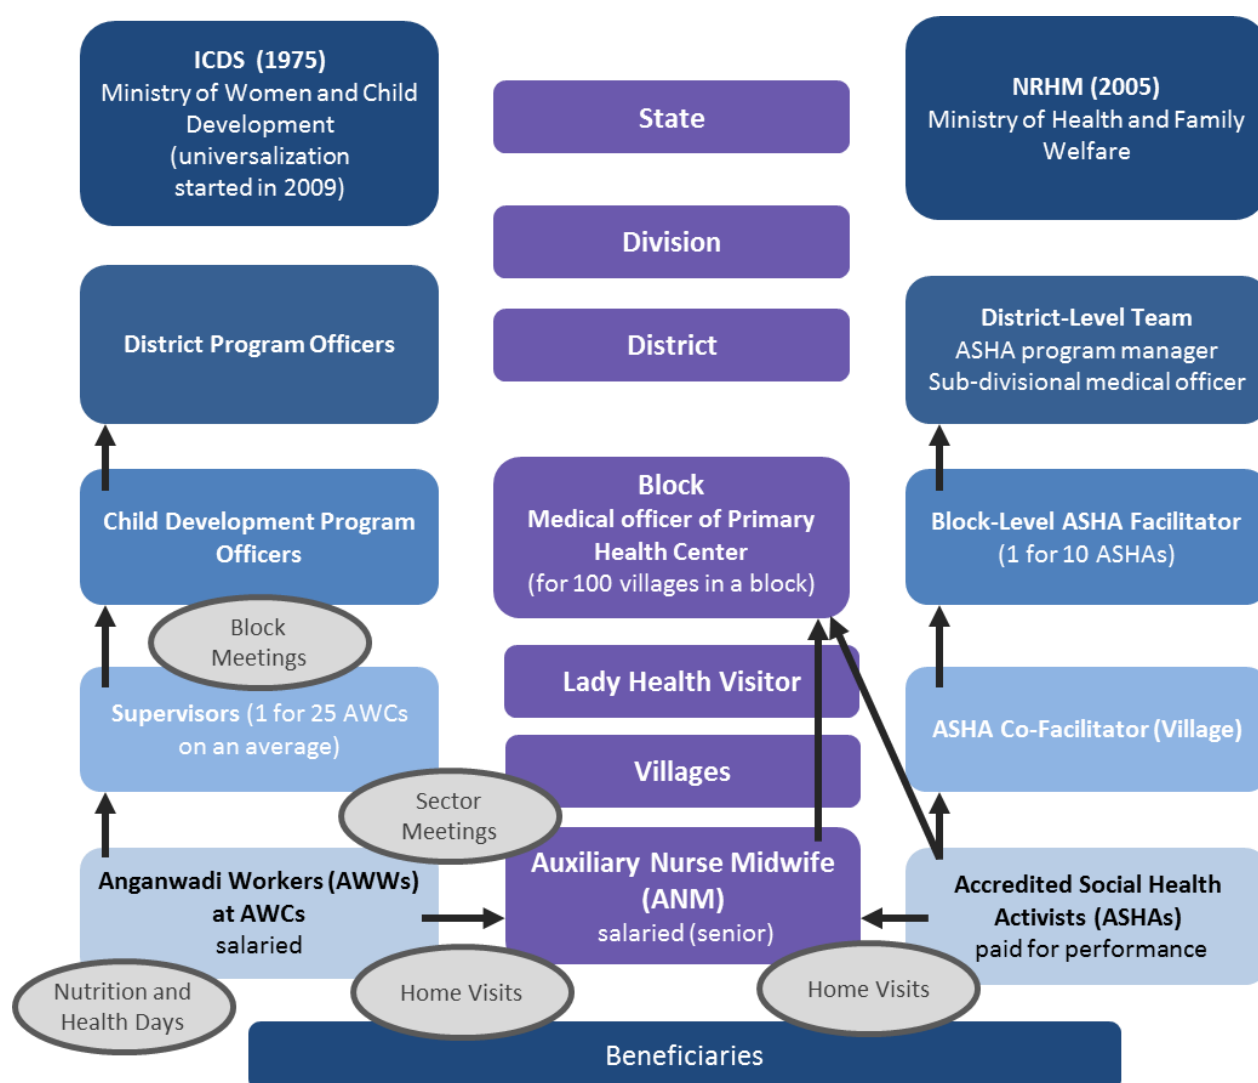 ICDS (1975)
Ministry of Women and Child
Development
(universalization
started in 2009)
State
NRHM (2005)
Ministry of Health and Family
Welfare
Division
District Program Officers
District
District-Level Team
ASHA program manager
Sub-divisional medical officer
Child Development Program
Officers
Block
Medical officer of Primary
Health Center
(for 100 villages in a block)
Block-Level ASHA Facilitator
(1 for 10 ASHAs)
Block
Meetings
Supervisors (1 for 25 AWCs
on an average)
Lady Health Visitor
ASHA Co-Facilitator (Village)
Villages
Sector
Meetings
Anganwadi Workers (AWWs)
at AWCs
salaried
Auxiliary Nurse Midwife
(ANM)
salaried (senior)
Accredited Social Health
Activists (ASHAs)
paid for performance
Nutrition and
Health Days
Home Visits
Home Visits
Beneficiaries